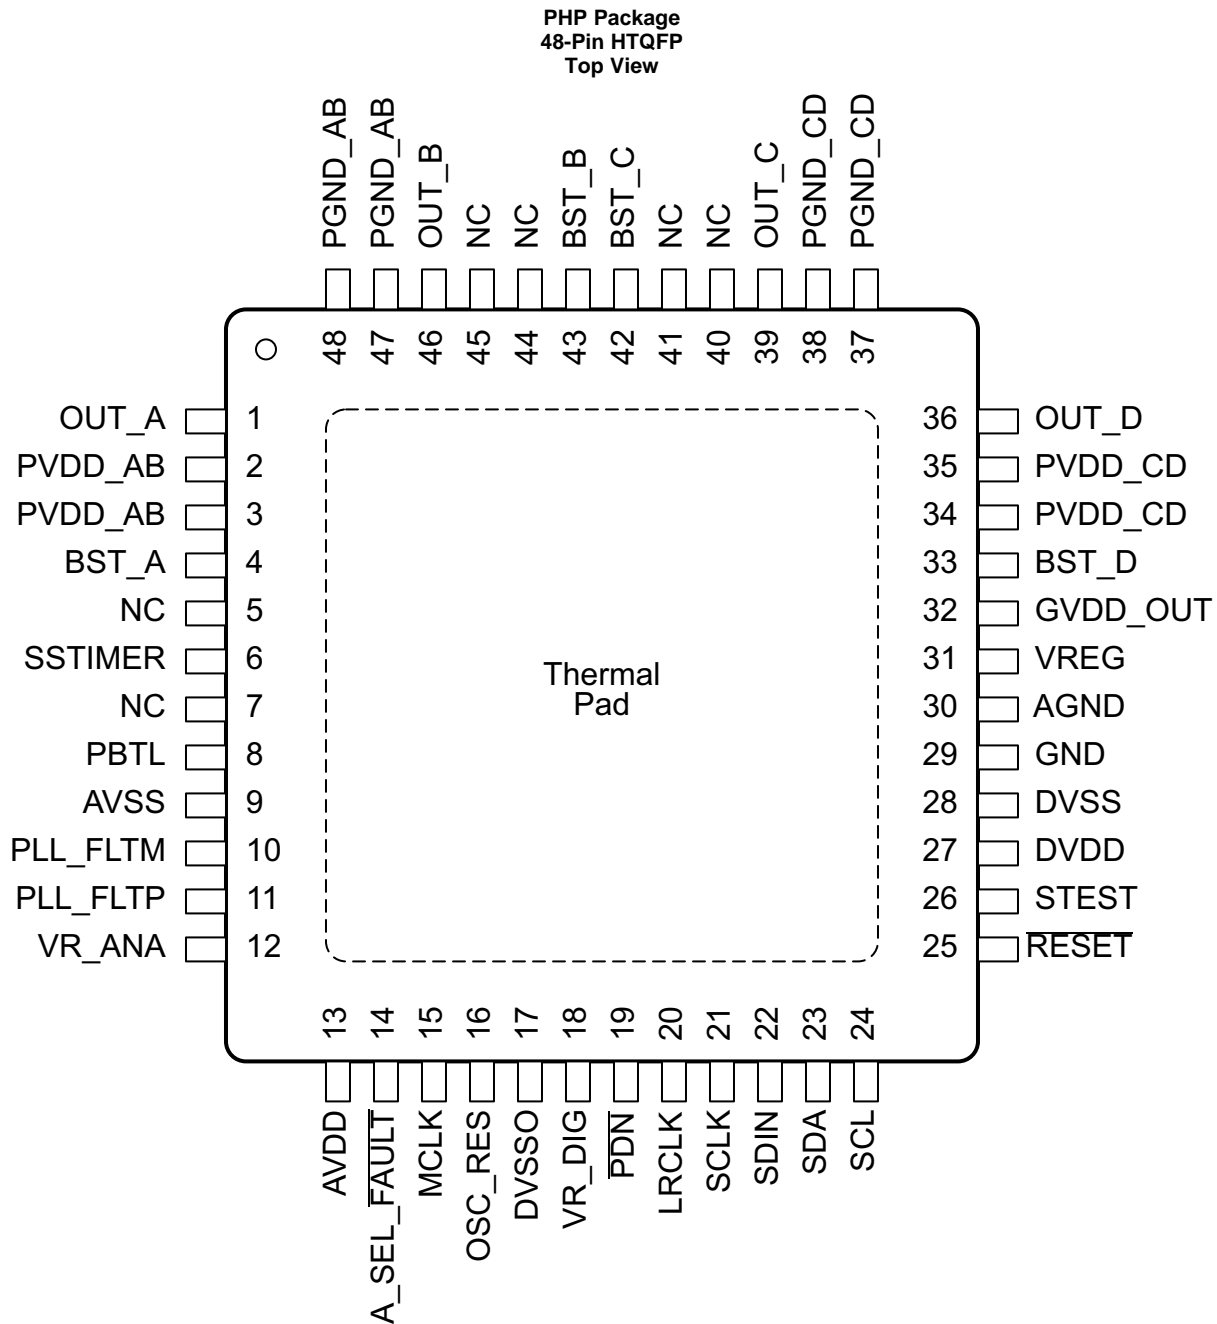 PHP Package
48-Pin HTQFP
Top View
PGND_AB
PGND_AB
OUT_B
NC
NC
BST_B
BST_C
NC
NC
OUT_C
PGND_CD
PGND_CD
48
47
46
45
44
43
42
41
40
39
38
37
OUT_A 1
PVDD_AB 2
PVDD_AB 3
BST_A 4
NC 5
SSTIMER 6
NC 7
PBTL 8
AVSS 9
PLL_FLTM 10
PLL_FLTP 11
VR_ANA 12
Thermal
Pad
36 OUT_D
35 PVDD_CD
34 PVDD_CD
33 BST_D
32 GVDD_OUT
31 VREG
30 AGND
29 GND
28 DVSS
27 DVDD
26 STEST
25 RESET
13
14
15
16
17
18
19
20
21
22
23
24
AVDD
A_SEL_FAULT
MCLK
OSC_RES
DVSSO
VR_DIG
PDN
LRCLK
SCLK
SDIN
SDA
SCL